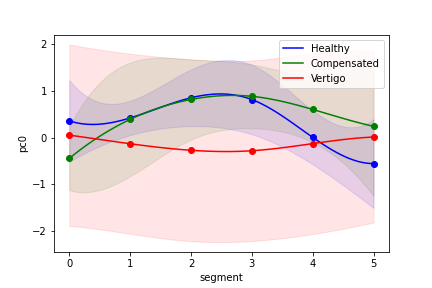 Healthy
Compensated
Vertigo
2
1
0
−1
−2
pc0
0 1 2 3 4 5
segment